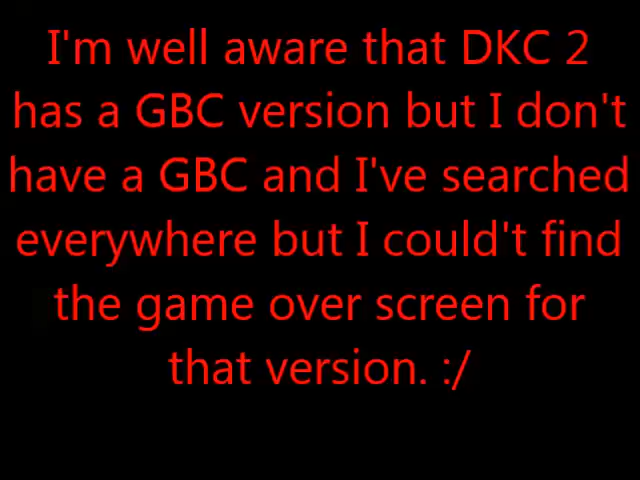 I'm well aware that DKC 2
has a GBC version but I don't
have a GBC and I've searched
everywhere but I could't find
the game over screen for
that version. :/